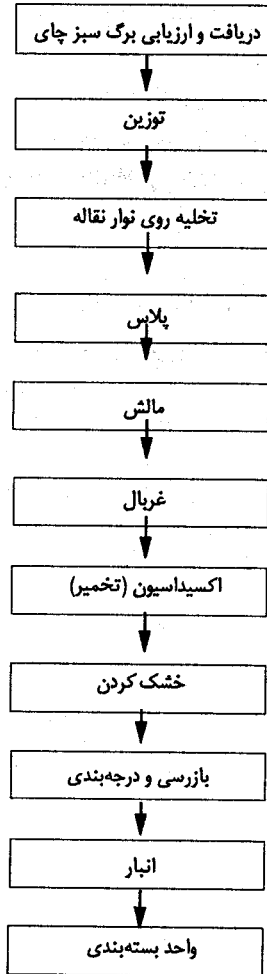 دریافت و ارزیابی برگ سبز چای
توزین
تخلیه روی نوار نقاله
پلاس
مالش
غربال
اکسیداسیون (تخمیر)
خشک کردن
بازرسی و درجه‌بندی
انبار
واحد بسته‌بندی